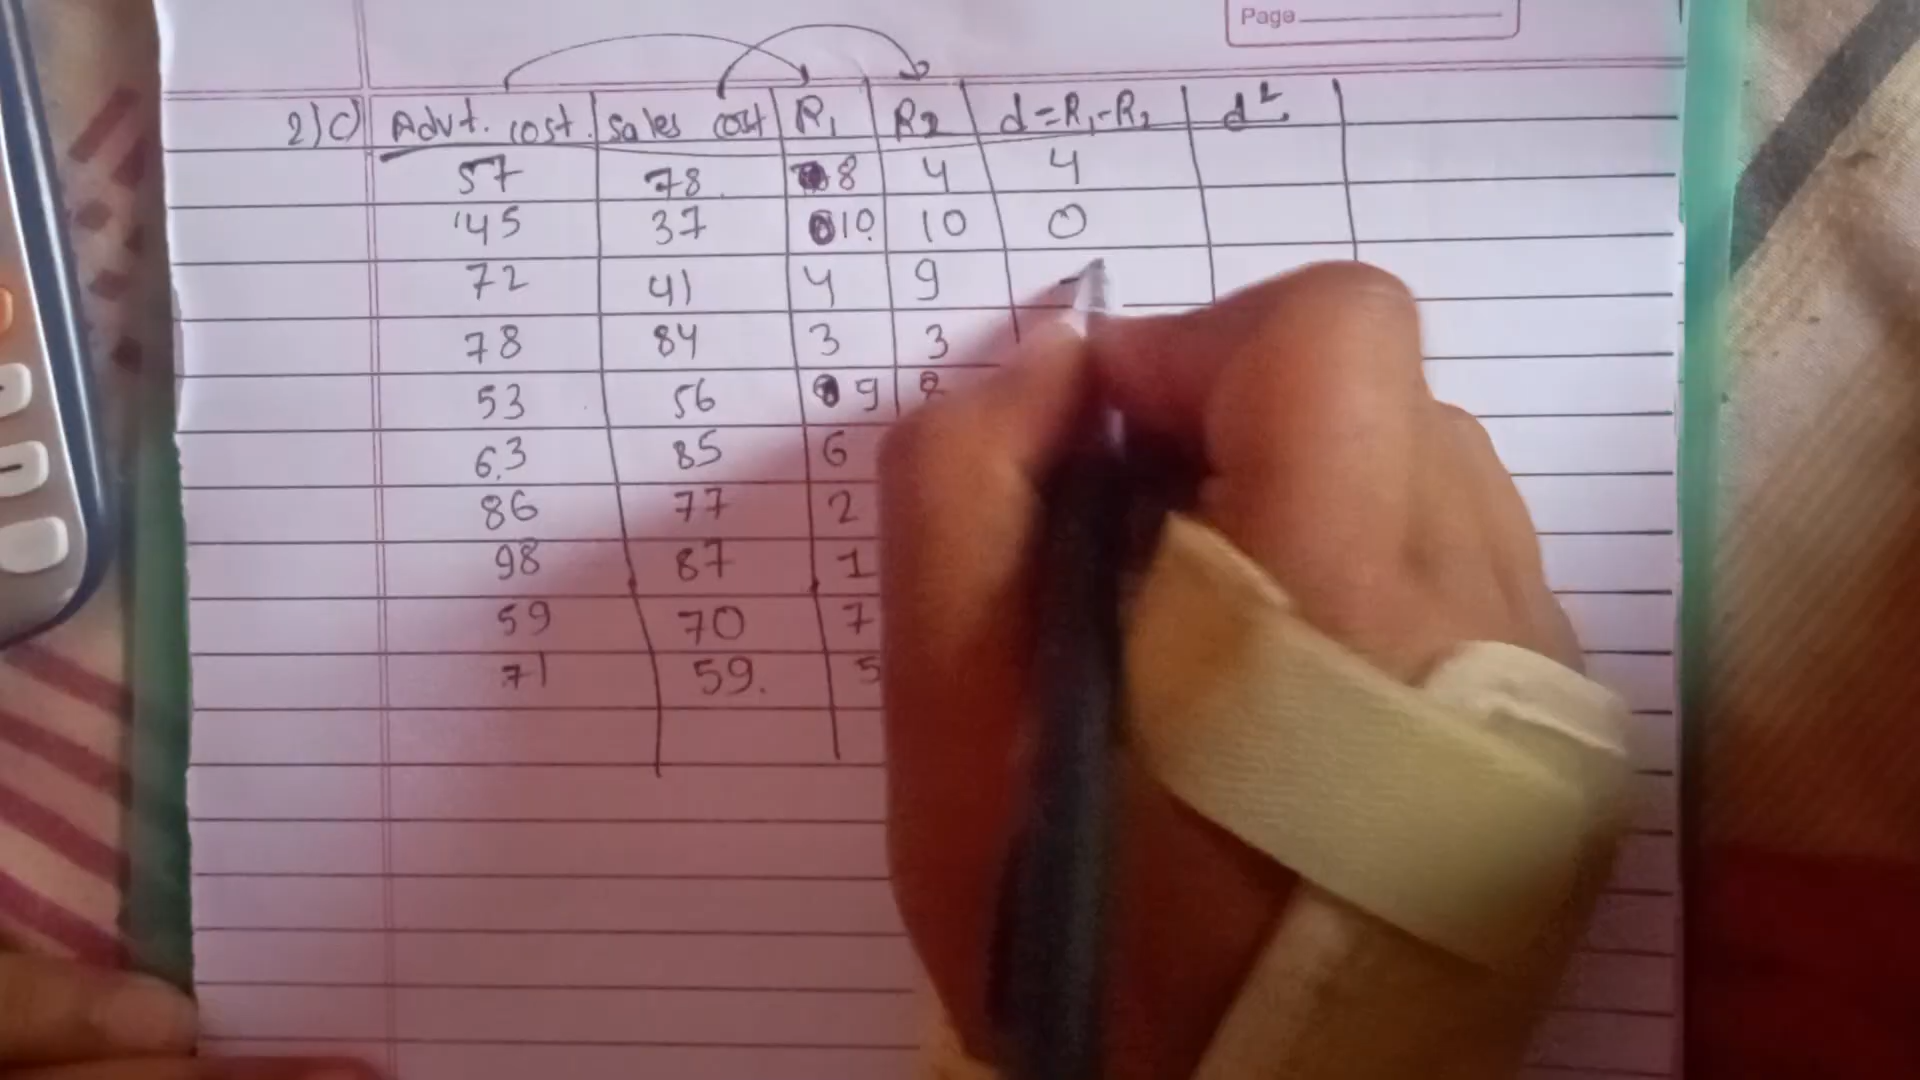 Page
2)C) Advt. cost. Sales cost R1 R2 d=R1-R2 d²
57 78 8 4 4
45 37 10 10 0
72 41 4 9 -
78 84 3 3
53 56 9
63 85 6
86 77 2
98 87 1
59 70 7
71 59. 5